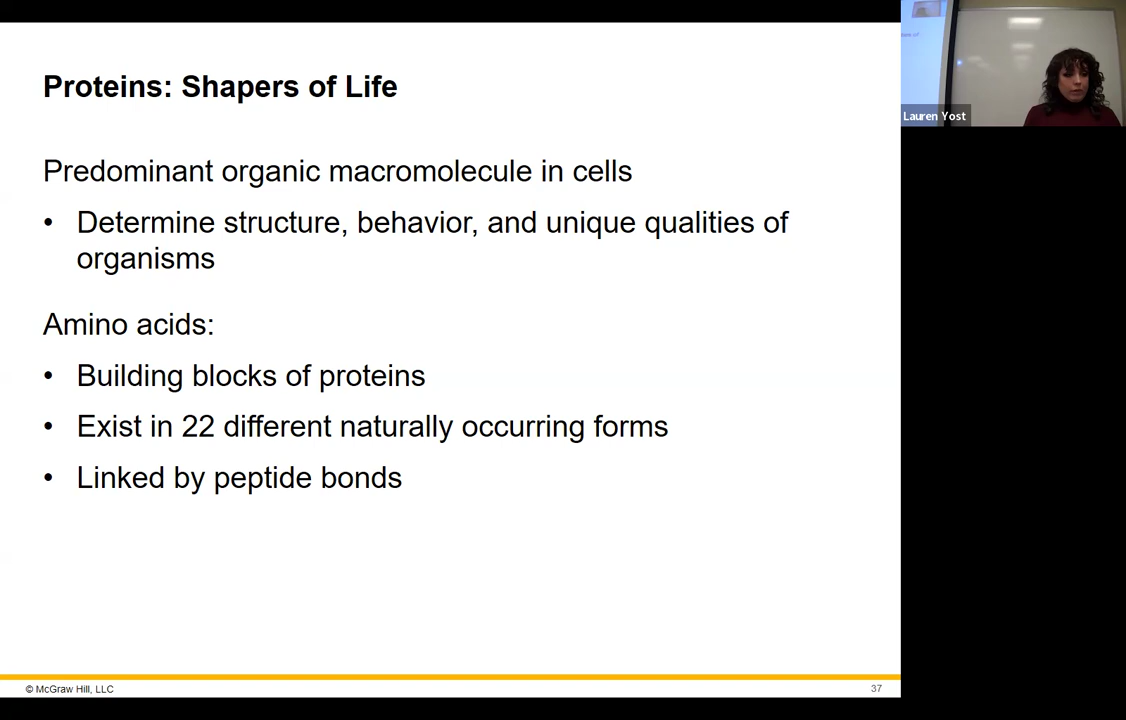 Proteins: Shapers of Life
Predominant organic macromolecule in cells
• Determine structure, behavior, and unique qualities of
organisms
Amino acids:
• Building blocks of proteins
• Exist in 22 different naturally occurring forms
• Linked by peptide bonds
© McGraw Hill, LLC
37
Lauren Yost